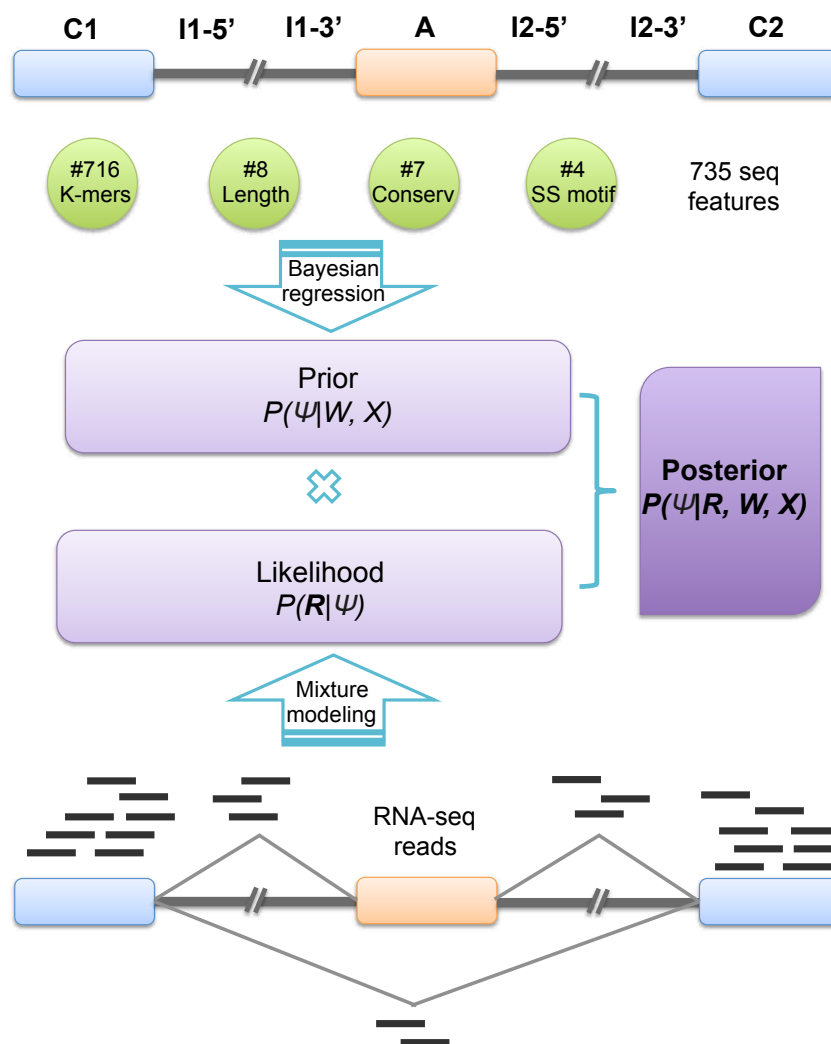 C1 I1-5’ I1-3’ A I2-5’ I2-3’ C2
#716
K-mers
#8
Length
#7
Conserv
#4
SS motif
735 seq
features
Bayesian
regression
Prior
P(Ψ|W, X)
Posterior
P(Ψ|R, W, X)
Likelihood
P(R|Ψ)
Mixture
modeling
RNA-seq
reads